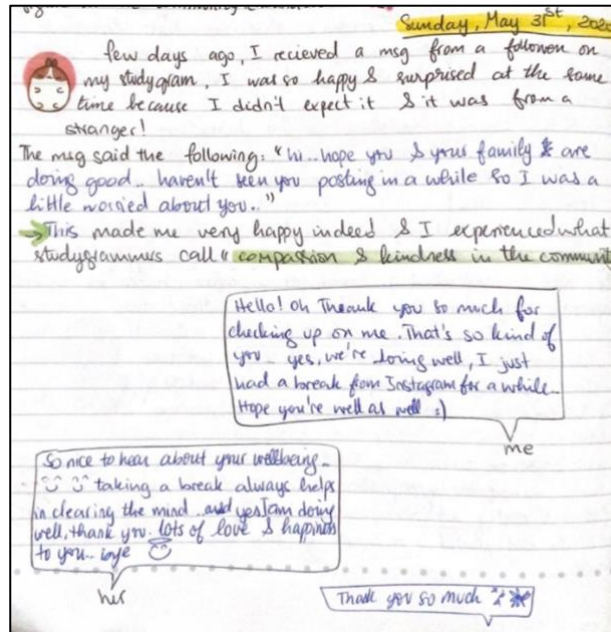 Sunday, May 31st, 202
few days ago, I recieved a msg from a follower on
my studygram, I was so happy & surprised at the same
time because I didn't expect it & it was from a
stranger!
The msg said the following: "hi.. hope you & your family are
doing good.. haven't seen you posting in a while so I was a
little worried about you.."
→ This made me very happy indeed & I experienced what
studygrammers call "compassion & kindness in the communit
Hello! Oh Theank you so much for
checking up on me. That's so kind of
you.. yes, we're doing well, I just
had a break from Instagram for a while..
Hope you're well as well :)
me
So nice to hear about your wellbeing..
taking a break always helps
in clearing the mind.. and yes I am doing
well, thank you. lots of love & happiness
to you..
her
Thank you so much